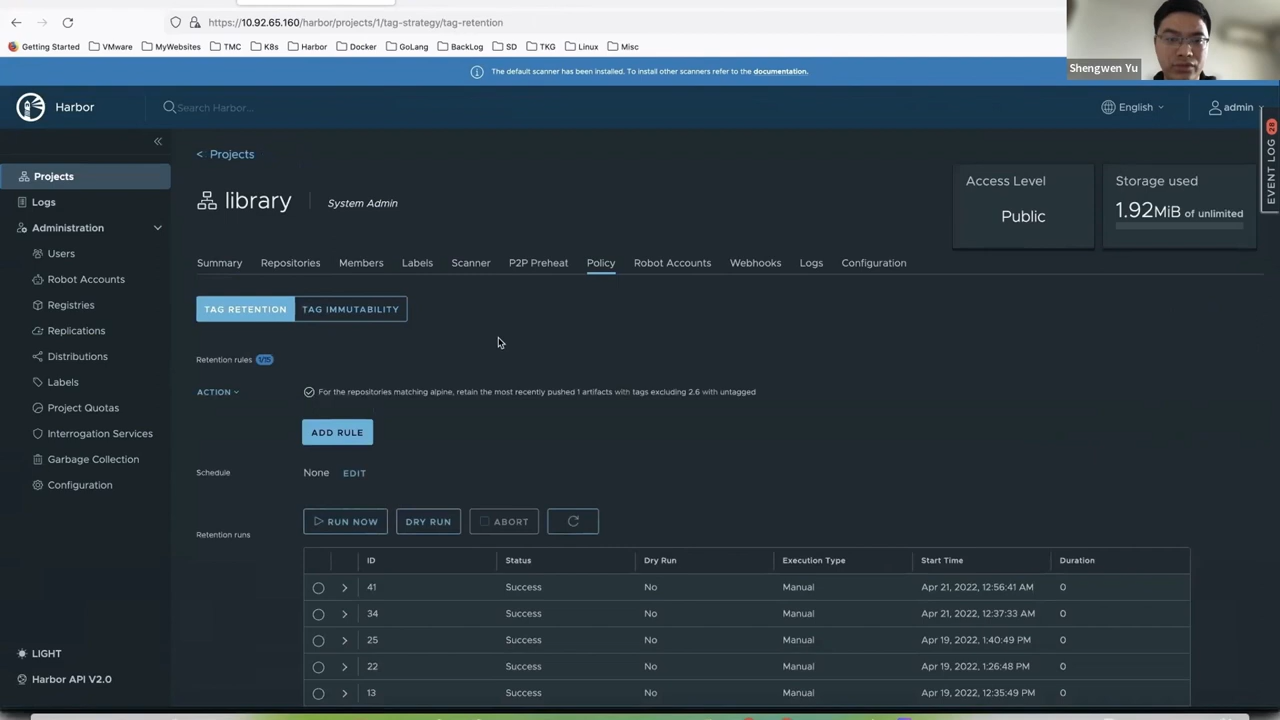 https://10.92.65.160/harbor/projects/1/tag-strategy/tag-retention
Getting Started VMware MyWebsites TMC K8s Harbor Docker GoLang BackLog SD TKG Linux Misc
Shengwen Yu
The default scanner has been installed. To install other scanners refer to the documentation.
Harbor
Search Harbor...
English
admin
EVENT LOG 28
Projects
Logs
Administration
Users
Robot Accounts
Registries
Replications
Distributions
Labels
Project Quotas
Interrogation Services
Garbage Collection
Configuration
LIGHT
Harbor API V2.0
< Projects
library System Admin
Access Level
Public
Storage used
1.92MiB of unlimited
Summary Repositories Members Labels Scanner P2P Preheat Policy Robot Accounts Webhooks Logs Configuration
TAG RETENTION TAG IMMUTABILITY
Retention rules 1/15
ACTION For the repositories matching alpine, retain the most recently pushed 1 artifacts with tags excluding 2.6 with untagged
ADD RULE
Schedule None EDIT
Retention runs RUN NOW DRY RUN ABORT
ID Status Dry Run Execution Type Start Time Duration
41 Success No Manual Apr 21, 2022, 12:56:41 AM 0
34 Success No Manual Apr 21, 2022, 12:37:33 AM 0
25 Success No Manual Apr 19, 2022, 1:40:49 PM 0
22 Success No Manual Apr 19, 2022, 1:26:48 PM 0
13 Success No Manual Apr 19, 2022, 12:35:49 PM 0